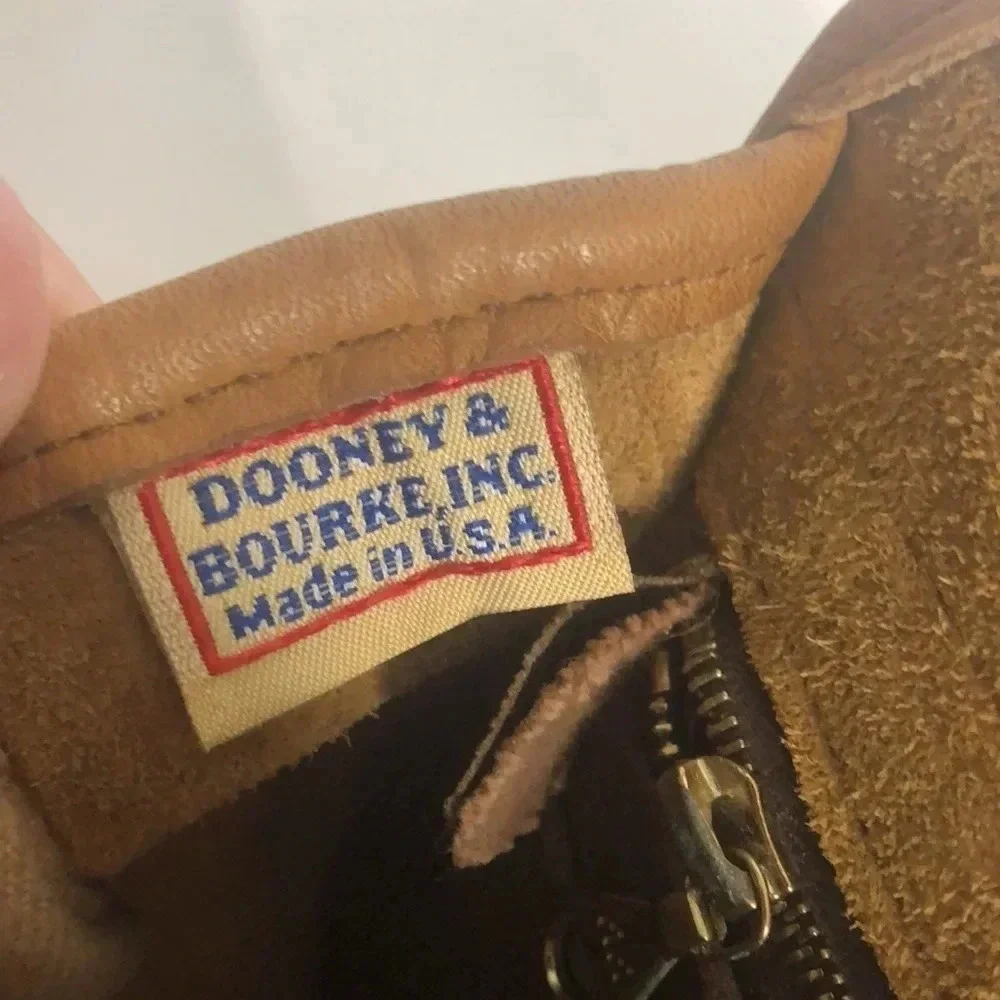 DOONEY &
BOURKE, INC.
Made in U.S.A.